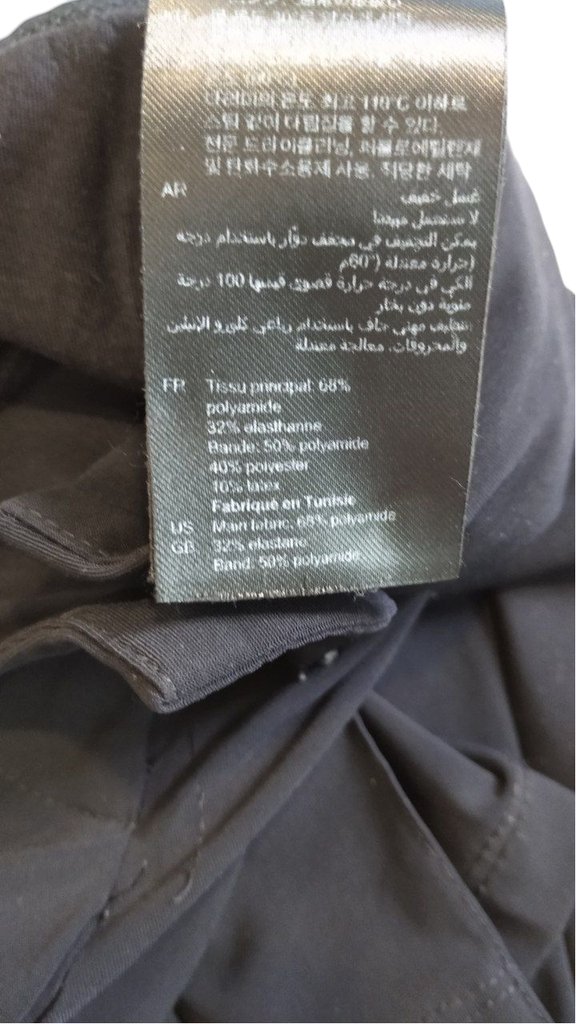 다리미의 온도, 최고 110°C 이하로
스팀 없이 다림질을 할 수 있다.
전문 드라이클리닝, 퍼클로로에틸렌제
및 탄화수소용제 사용, 적당한 세탁
AR
غسل خفيف
لا تستعمل مبيضا
يمكن التجفيف في مجفف دوّار باستخدام درجة
حرارة معتدلة (60°م)
الكي في درجة حرارة قصوى قيمتها 100 درجة
مئوية دون بخار
تنظيف مهني جاف باستخدام رباعي كلورو الإيثيلين
والمحروقات. معالجة معتدلة
FR Tissu principal: 68%
polyamide
32% elasthanne
Bande: 50% polyamide
40% polyester
10% latex
Fabriqué en Tunisie
US Main fabric: 68% polyamide
GB 32% elastane
Band: 50% polyamide